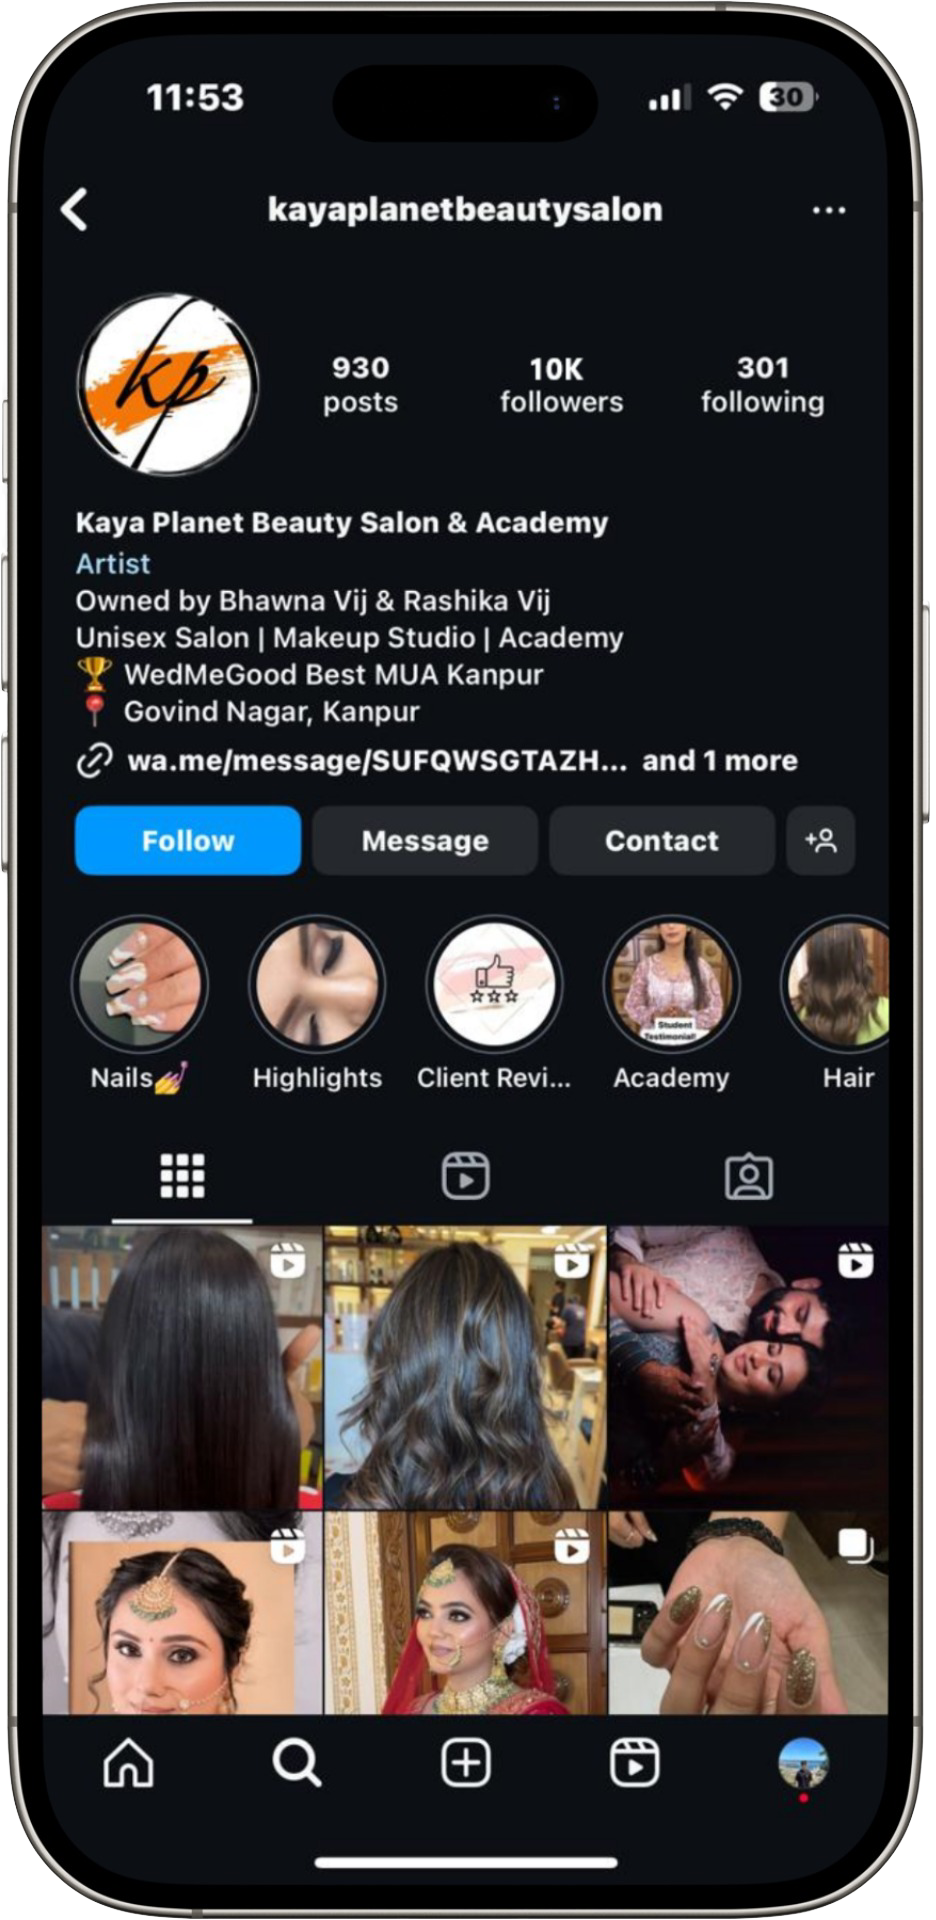 11:53
30
kayaplanetbeautysalon
kp
930 posts
10K followers
301 following
Kaya Planet Beauty Salon & Academy
Artist
Owned by Bhawna Vij & Rashika Vij
Unisex Salon | Makeup Studio | Academy
🏆 WedMeGood Best MUA Kanpur
📍 Govind Nagar, Kanpur
wa.me/message/SUFQWSGTAZH... and 1 more
Follow
Message
Contact
Student
Testimonial!
Nails💅
Highlights
Client Revi...
Academy
Hair